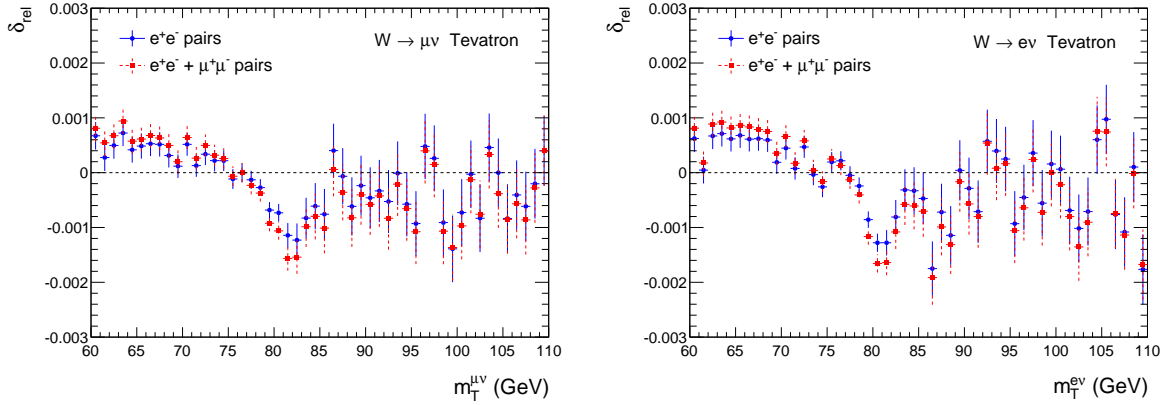 δrel
0.003
0.002
0.001
0
-0.001
-0.002
-0.003
e⁺e⁻ pairs
e⁺e⁻ + μ⁺μ⁻ pairs
W → μν Tevatron
60 65 70 75 80 85 90 95 100 105 110
m_T^μν (GeV)
δrel
0.003
0.002
0.001
0
-0.001
-0.002
-0.003
e⁺e⁻ pairs
e⁺e⁻ + μ⁺μ⁻ pairs
W → eν Tevatron
60 65 70 75 80 85 90 95 100 105 110
m_T^eν (GeV)